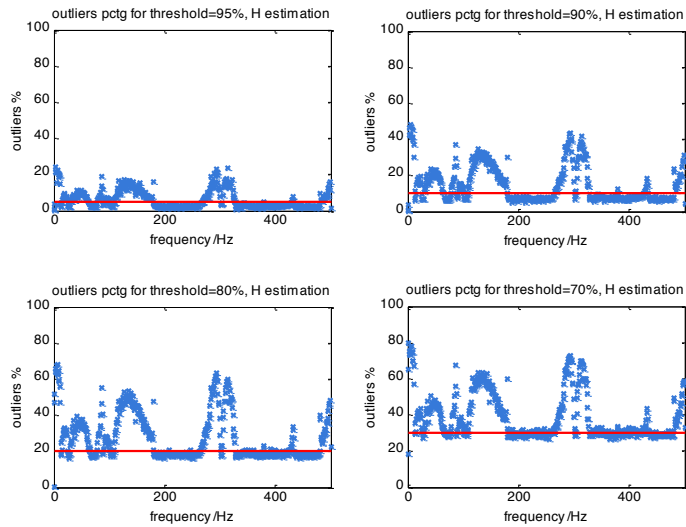 outliers pctg for threshold=95%, H estimation
100
80
60
40
20
0
0 200 400
outliers %
frequency/Hz
outliers pctg for threshold=90%, H estimation
100
80
60
40
20
0
0 200 400
outliers %
frequency/Hz
outliers pctg for threshold=80%, H estimation
100
80
60
40
20
0
0 200 400
outliers %
frequency/Hz
outliers pctg for threshold=70%, H estimation
100
80
60
40
20
0
0 200 400
outliers %
frequency/Hz